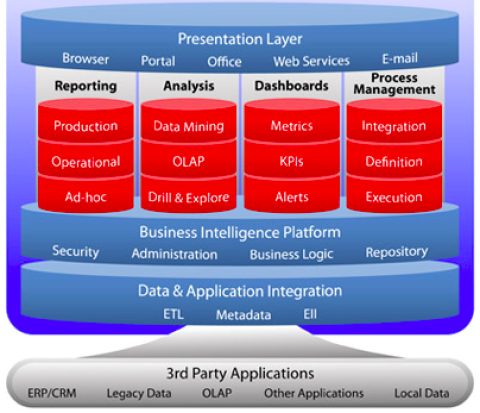 Presentation Layer
Browser Portal Office Web Services E-mail
Reporting Analysis Dashboards Process Management
Production Data Mining Metrics Integration
Operational OLAP KPIs Definition
Ad-hoc Drill & Explore Alerts Execution
Business Intelligence Platform
Security Administration Business Logic Repository
Data & Application Integration
ETL Metadata EII
3rd Party Applications
ERP/CRM Legacy Data OLAP Other Applications Local Data